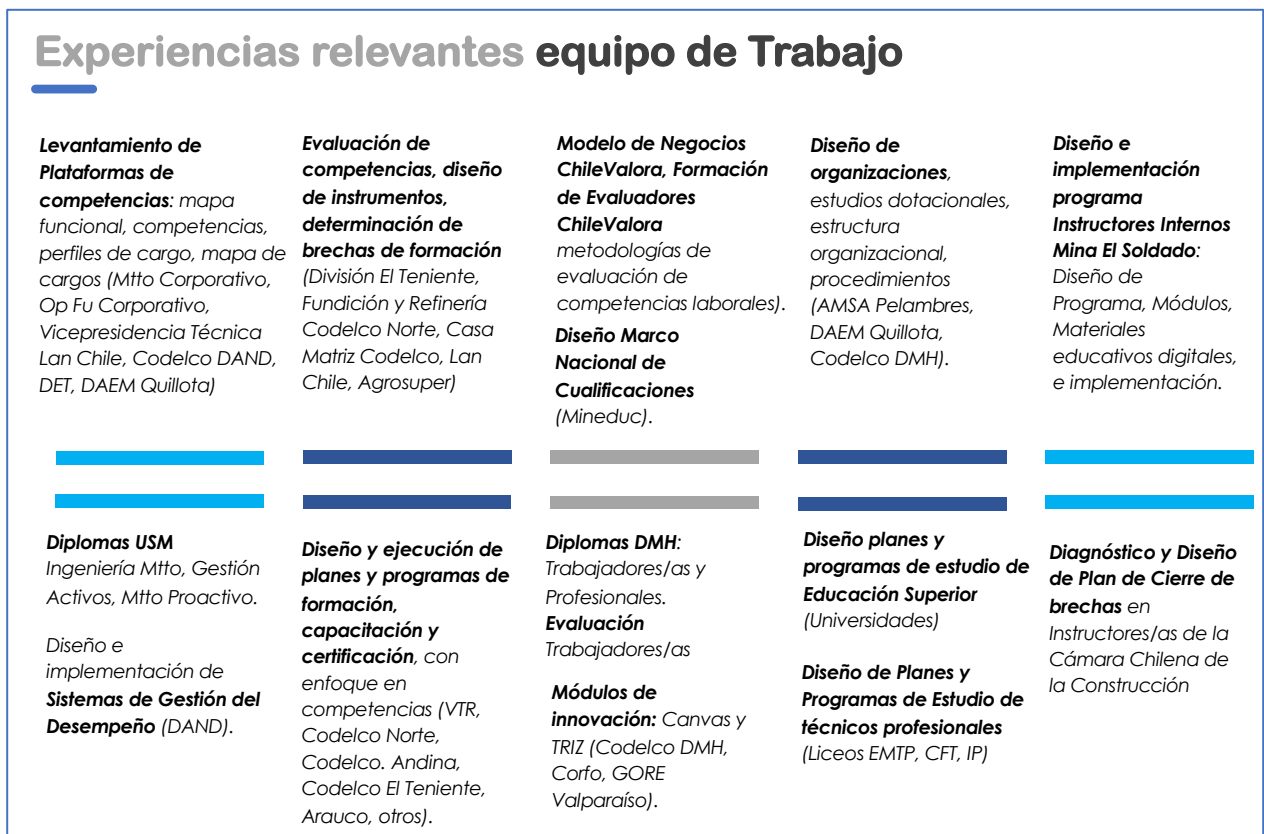 Experiencias relevantes equipo de Trabajo
Levantamiento de
Plataformas de
competencias: mapa
funcional, competencias,
perfiles de cargo, mapa de
cargos (Mtto Corporativo,
Op Fu Corporativo,
Vicepresidencia Técnica
Lan Chile, Codelco DAND,
DET, DAEM Quillota)
Evaluación de
competencias, diseño
de instrumentos,
determinación de
brechas de formación
(División El Teniente,
Fundición y Refinería
Codelco Norte, Casa
Matriz Codelco, Lan
Chile, Agrosuper)
Modelo de Negocios
ChileValora, Formación
de Evaluadores
ChileValora
metodologías de
evaluación de
competencias laborales).
Diseño Marco
Nacional de
Cualificaciones
(Mineduc).
Diseño de
organizaciones,
estudios dotacionales,
estructura
organizacional,
procedimientos
(AMSA Pelambres,
DAEM Quillota,
Codelco DMH).
Diseño e
implementación
programa
Instructores Internos
Mina El Soldado:
Diseño de
Programa, Módulos,
Materiales
educativos digitales,
e implementación.
Diplomas USM
Ingeniería Mtto, Gestión
Activos, Mtto Proactivo.
Diseño e
implementación de
Sistemas de Gestión del
Desempeño (DAND).
Diseño y ejecución de
planes y programas de
formación,
capacitación y
certificación, con
enfoque en
competencias (VTR,
Codelco Norte,
Codelco. Andina,
Codelco El Teniente,
Arauco, otros).
Diplomas DMH:
Trabajadores/as y
Profesionales.
Evaluación
Trabajadores/as
Módulos de
innovación: Canvas y
TRIZ (Codelco DMH,
Corfo, GORE
Valparaíso).
Diseño planes y
programas de estudio de
Educación Superior
(Universidades)
Diseño de Planes y
Programas de Estudio de
técnicos profesionales
(Liceos EMTP, CFT, IP)
Diagnóstico y Diseño
de Plan de Cierre de
brechas en
Instructores/as de la
Cámara Chilena de
la Construcción